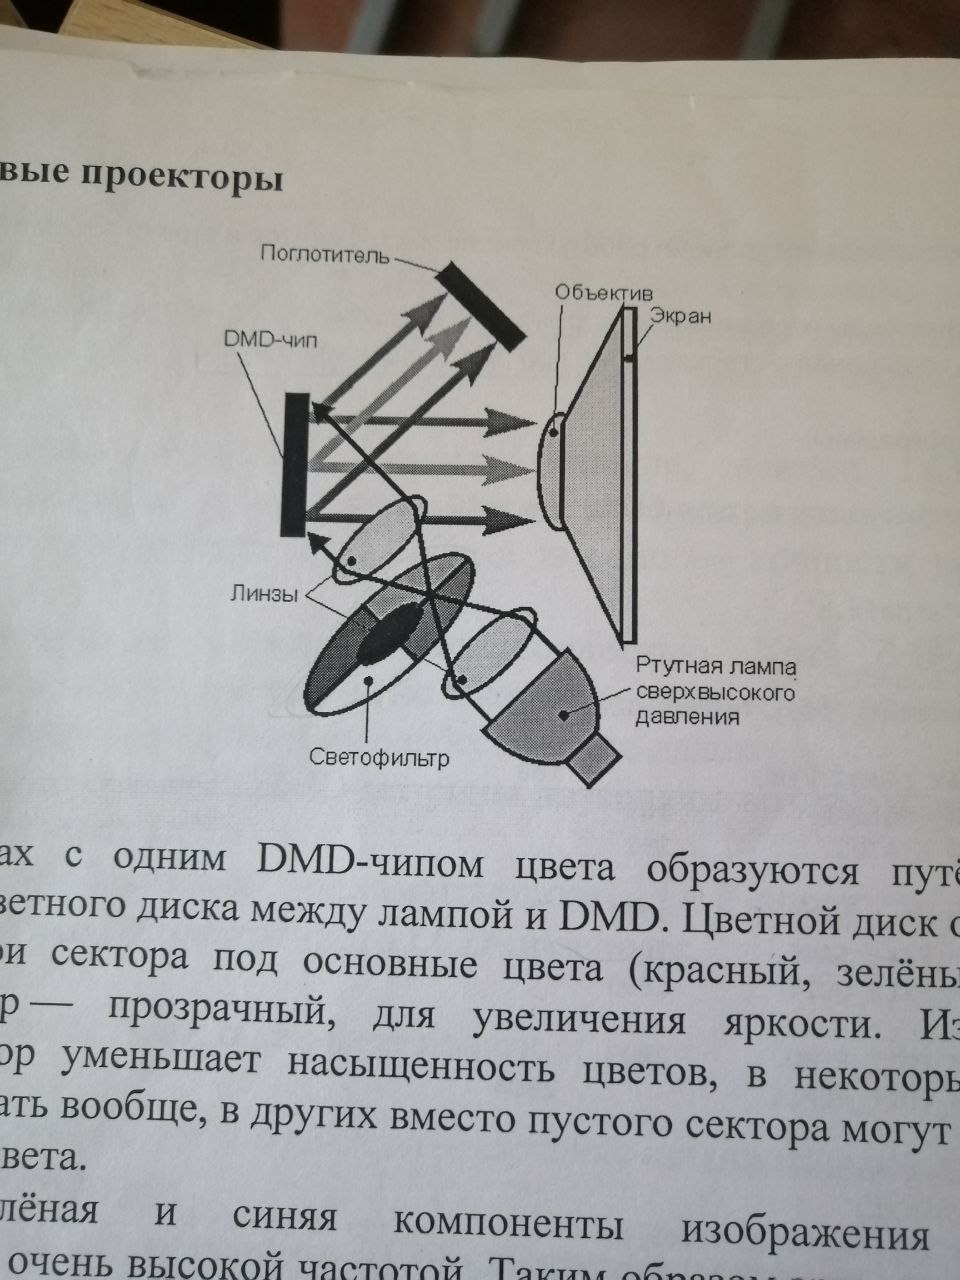 вые проекторы
Поглотитель
Объектив
Экран
DMD-чип
Линзы
Ртутная лампа
сверхвысокого
давления
Светофильтр
ах с одним DMD-чипом цвета образуются путё
ветного диска между лампой и DMD. Цветной диск о
ои сектора под основные цвета (красный, зелёны
р — прозрачный, для увеличения яркости. Из
ор уменьшает насыщенность цветов, в некоторы
ать вообще, в других вместо пустого сектора могут
вета.
лёная и синяя компоненты изображения
очень высокой частотой. Таким образом